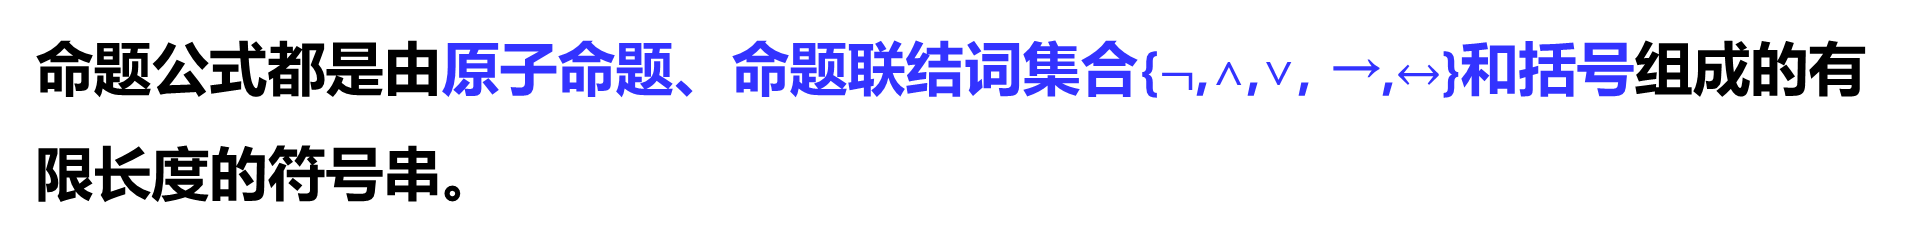 命题公式都是由原子命题、命题联结词集合{¬,∧,∨, →,↔}和括号组成的有
限长度的符号串。